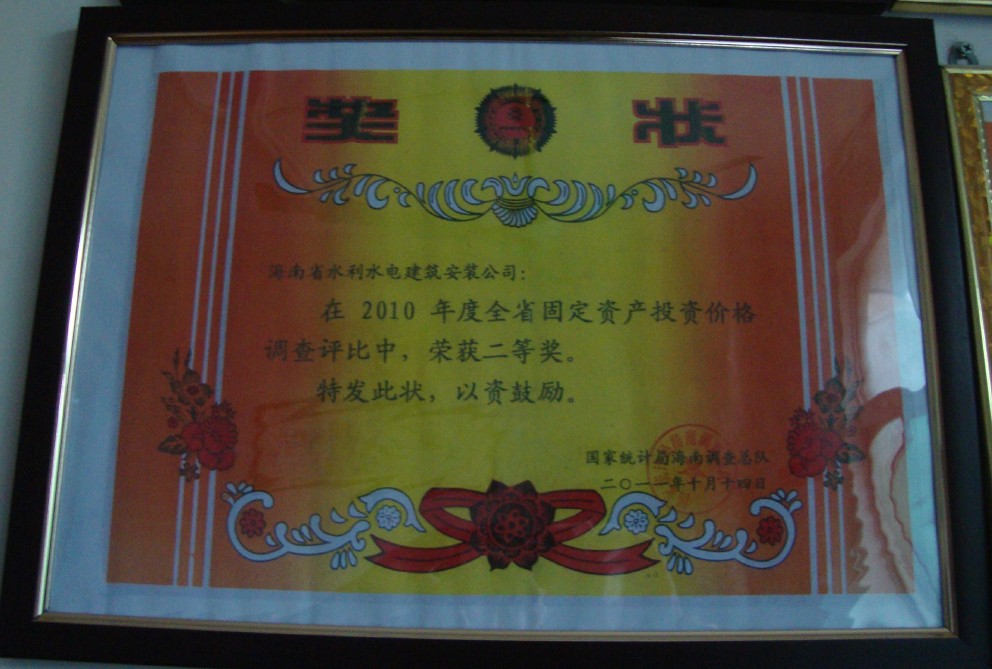 奖 状
海南省水利水电建筑安装公司：
在 2010 年度全省固定资产投资价格
调查评比中，荣获二等奖。
特发此状，以资鼓励。
国家统计局海南调查总队
二〇一一年十月十四日